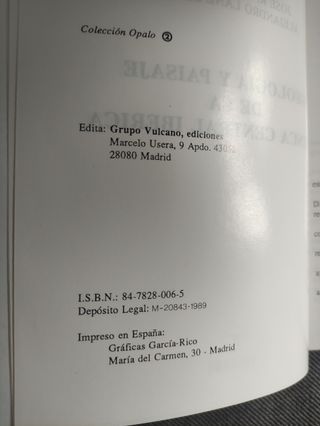 Colección Opalo 2
Edita: Grupo Vulcano, ediciones
Marcelo Usera, 9 Apdo.
28080 Madrid
I.S.B.N.: 84-7828-006-5
Depósito Legal: M-20843-1989
Impreso en España:
Gráficas García-Rico
María del Carmen, 30 - Madrid